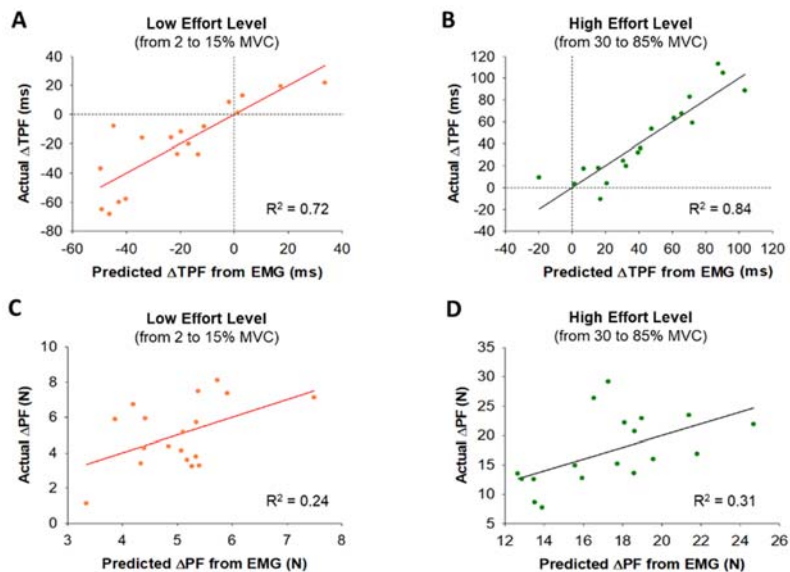 A
Low Effort Level
(from 2 to 15% MVC)
Actual ΔTPF (ms)
40
20
0
-20
-40
-60
-80
R² = 0.72
-60
-40
-20
0
20
40
Predicted ΔTPF from EMG (ms)
B
High Effort Level
(from 30 to 85% MVC)
Actual ΔTPF (ms)
120
100
80
60
40
20
0
-20
-40
R² = 0.84
-40
-20
0
20
40
60
80
100
120
Predicted ΔTPF from EMG (ms)
C
Low Effort Level
(from 2 to 15% MVC)
Actual ΔPF (N)
10
8
6
4
2
0
R² = 0.24
3
4
5
6
7
8
Predicted ΔPF from EMG (N)
D
High Effort Level
(from 30 to 85% MVC)
Actual ΔPF (N)
35
30
25
20
15
10
5
R² = 0.31
12
14
16
18
20
22
24
26
Predicted ΔPF from EMG (N)